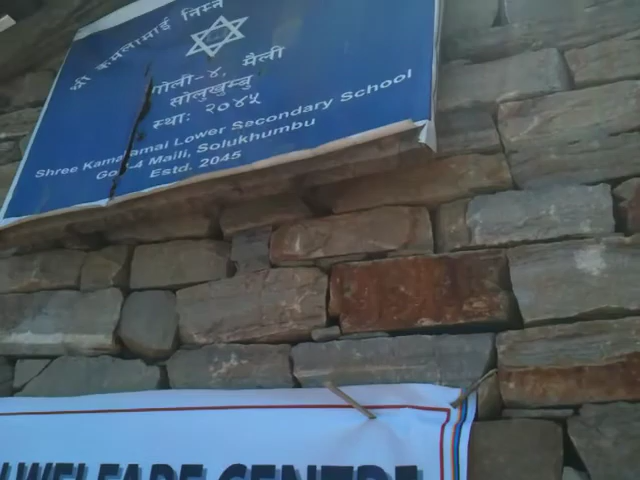 श्री कमलामाई निम्न
गोली-४, मैली
सोलुखुम्बु
स्था: २०४५
Shree Kamalamai Lower Secondary School
Goli-4 Maili, Solukhumbu
Estd. 2045
WELFARE CENTRE